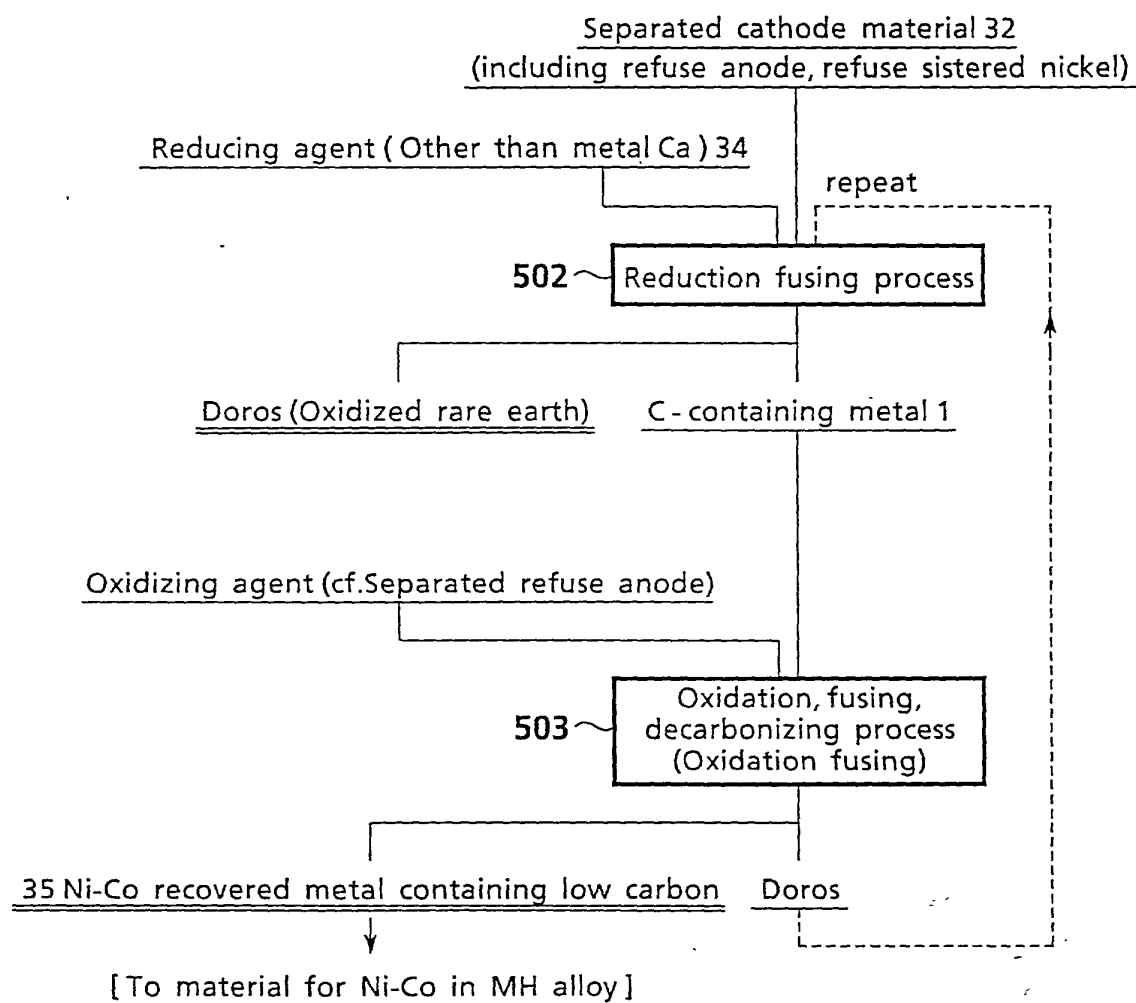 Separated cathode material 32
(including refuse anode, refuse sistered nickel)
Reducing agent (Other than metal Ca) 34
repeat
502
Reduction fusing process
Doros (Oxidized rare earth)
C-containing metal 1
Oxidizing agent (cf.Separated refuse anode)
503
Oxidation, fusing,
decarbonizing process
(Oxidation fusing)
35 Ni-Co recovered metal containing low carbon
Doros
[To material for Ni-Co in MH alloy]